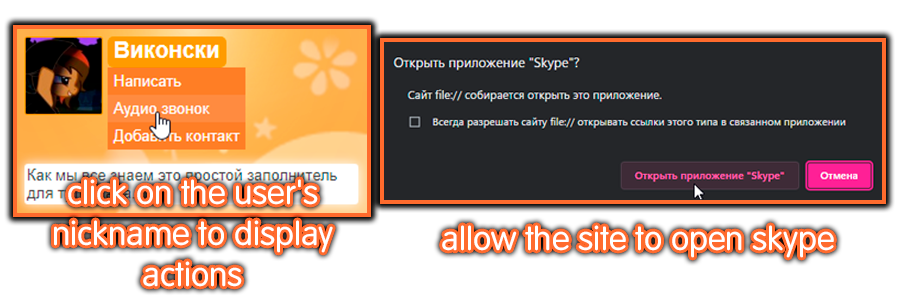 Виконски
Написать
Аудио звонок
Добавить контакт
Как мы все знаем это простой заполнитель
для
click on the user's
nickname to display
actions
Открыть приложение "Skype"?
Сайт file:// собирается открыть это приложение.
Всегда разрешать сайту file:// открывать ссылки этого типа в связанном приложении
Открыть приложение "Skype"
Отмена
allow the site to open skype